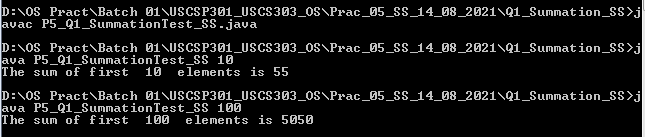 D:\OS Pract\Batch 01\USCSP301_USCS303_OS\Prac_05_SS_14_08_2021\Q1_Summation_SS>j
avac P5_Q1_SummationTest_SS.java
D:\OS Pract\Batch 01\USCSP301_USCS303_OS\Prac_05_SS_14_08_2021\Q1_Summation_SS>j
ava P5_Q1_SummationTest_SS 10
The sum of first  10  elements is 55
D:\OS Pract\Batch 01\USCSP301_USCS303_OS\Prac_05_SS_14_08_2021\Q1_Summation_SS>j
ava P5_Q1_SummationTest_SS 100
The sum of first  100  elements is 5050